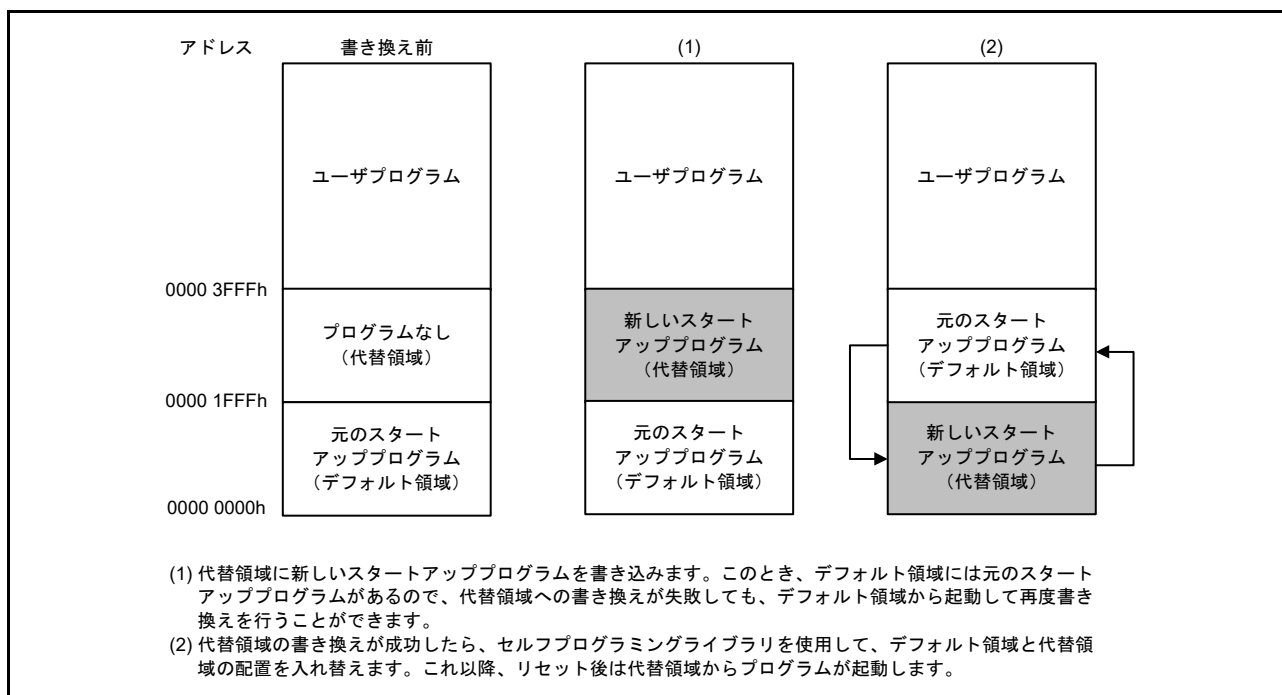 アドレス
書き換え前
(1)
(2)
ユーザプログラム
ユーザプログラム
ユーザプログラム
0000 3FFFh
プログラムなし
（代替領域）
新しいスタート
アッププログラム
（代替領域）
元のスタート
アッププログラム
（デフォルト領域）
0000 1FFFh
元のスタート
アッププログラム
（デフォルト領域）
元のスタート
アッププログラム
（デフォルト領域）
新しいスタート
アッププログラム
（代替領域）
0000 0000h
(1) 代替領域に新しいスタートアッププログラムを書き込みます。このとき、デフォルト領域には元のスタート
アッププログラムがあるので、代替領域への書き換えが失敗しても、デフォルト領域から起動して再度書き
換えを行うことができます。
(2) 代替領域の書き換えが成功したら、セルフプログラミングライブラリを使用して、デフォルト領域と代替領
域の配置を入れ替えます。これ以降、リセット後は代替領域からプログラムが起動します。